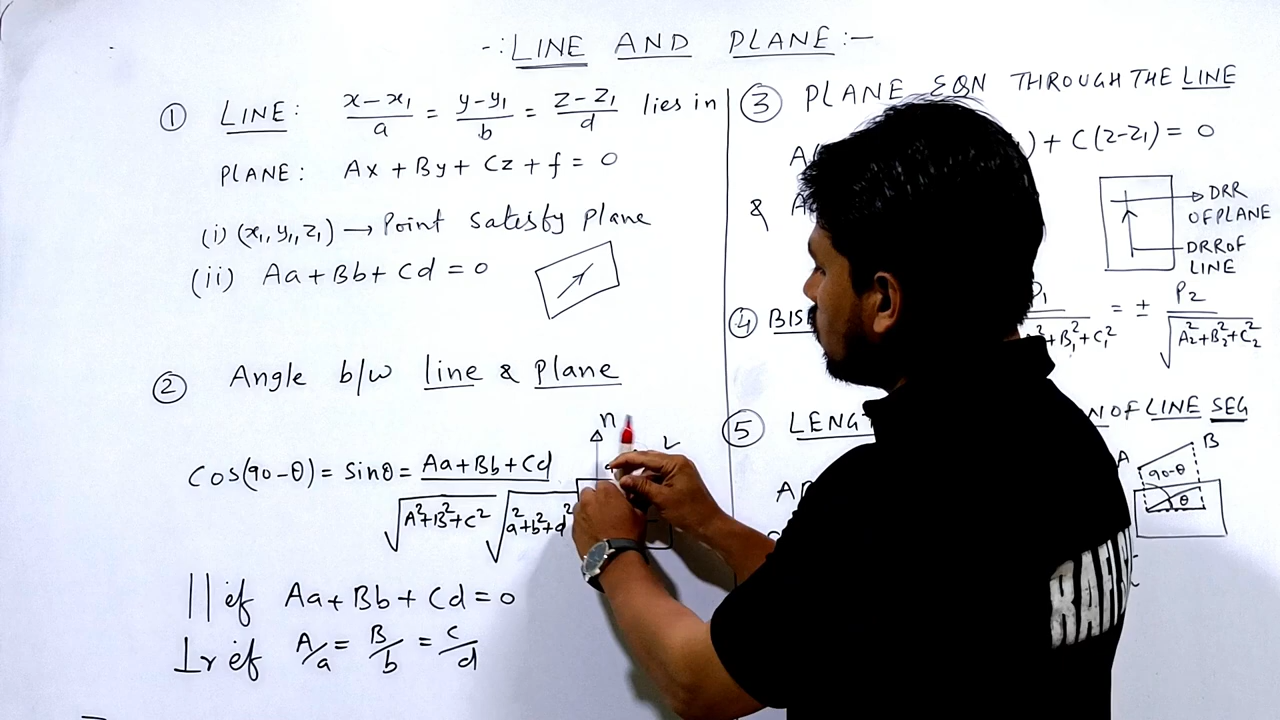 -: LINE AND PLANE :-
① LINE: x-x₁/a = y-y₁/b = z-z₁/d lies in
PLANE: Ax + By + Cz + f = 0
(i) (x₁, y₁, z₁) → Point Satisfy plane
(ii) Aa + Bb + Cd = 0
② Angle b/w line & plane
n
Cos(90-θ) = Sinθ = Aa+Bb+Cd / √A²+B²+C² √a²+b²+d²
|| if Aa + Bb + Cd = 0
⊥r if A/a = B/b = C/d
③ PLANE EQN THROUGH THE LINE
) + C(z-z₁) = 0
&
DRR OF PLANE
DRR OF LINE
④
= ± P₂ / √A₂²+B₂²+C₂²
+B₁²+C₁²
⑤ OF LINE SEG
A B
90-θ
θ